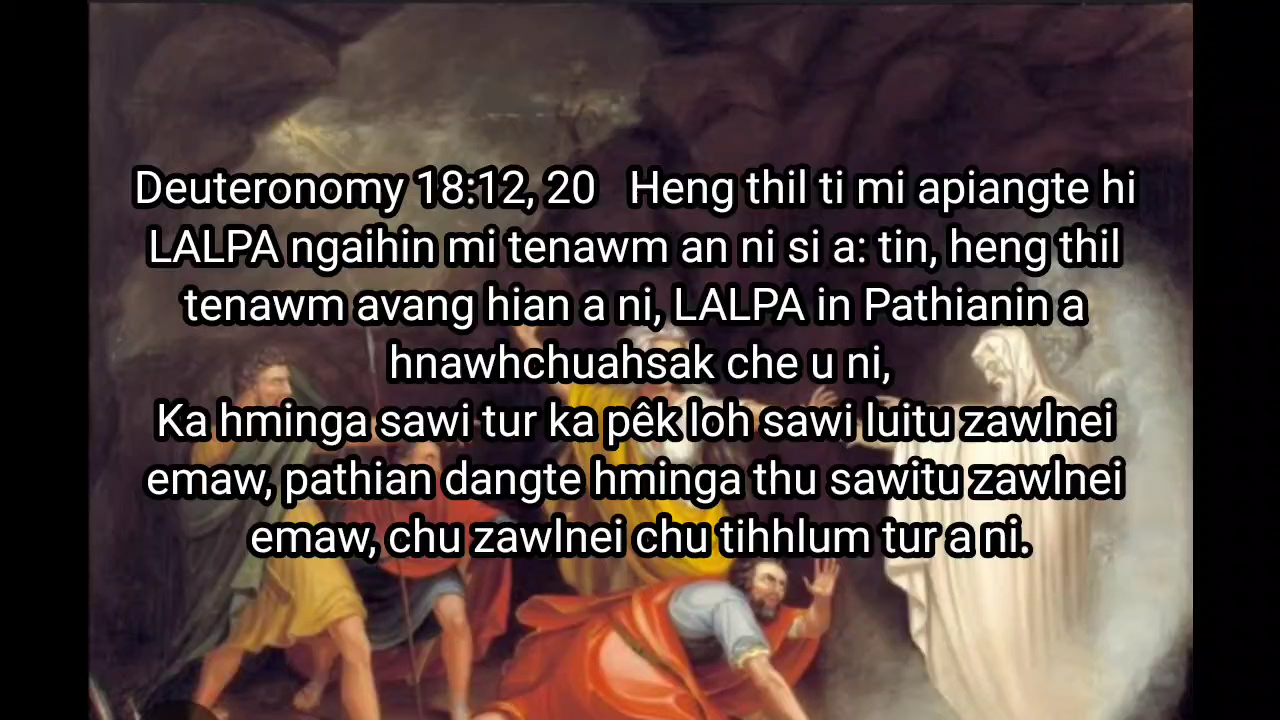 Deuteronomy 18:12, 20 Heng thil ti mi apiangte hi
LALPA ngaihin mi tenawm an ni si a: tin, heng thil
tenawm avang hian a ni, LALPA in Pathianin a
hnawhchuahsak che u ni,
Ka hminga sawi tur ka pêk loh sawi luitu zawlnei
emaw, pathian dangte hminga thu sawitu zawlnei
emaw, chu zawlnei chu tihhlum tur a ni.